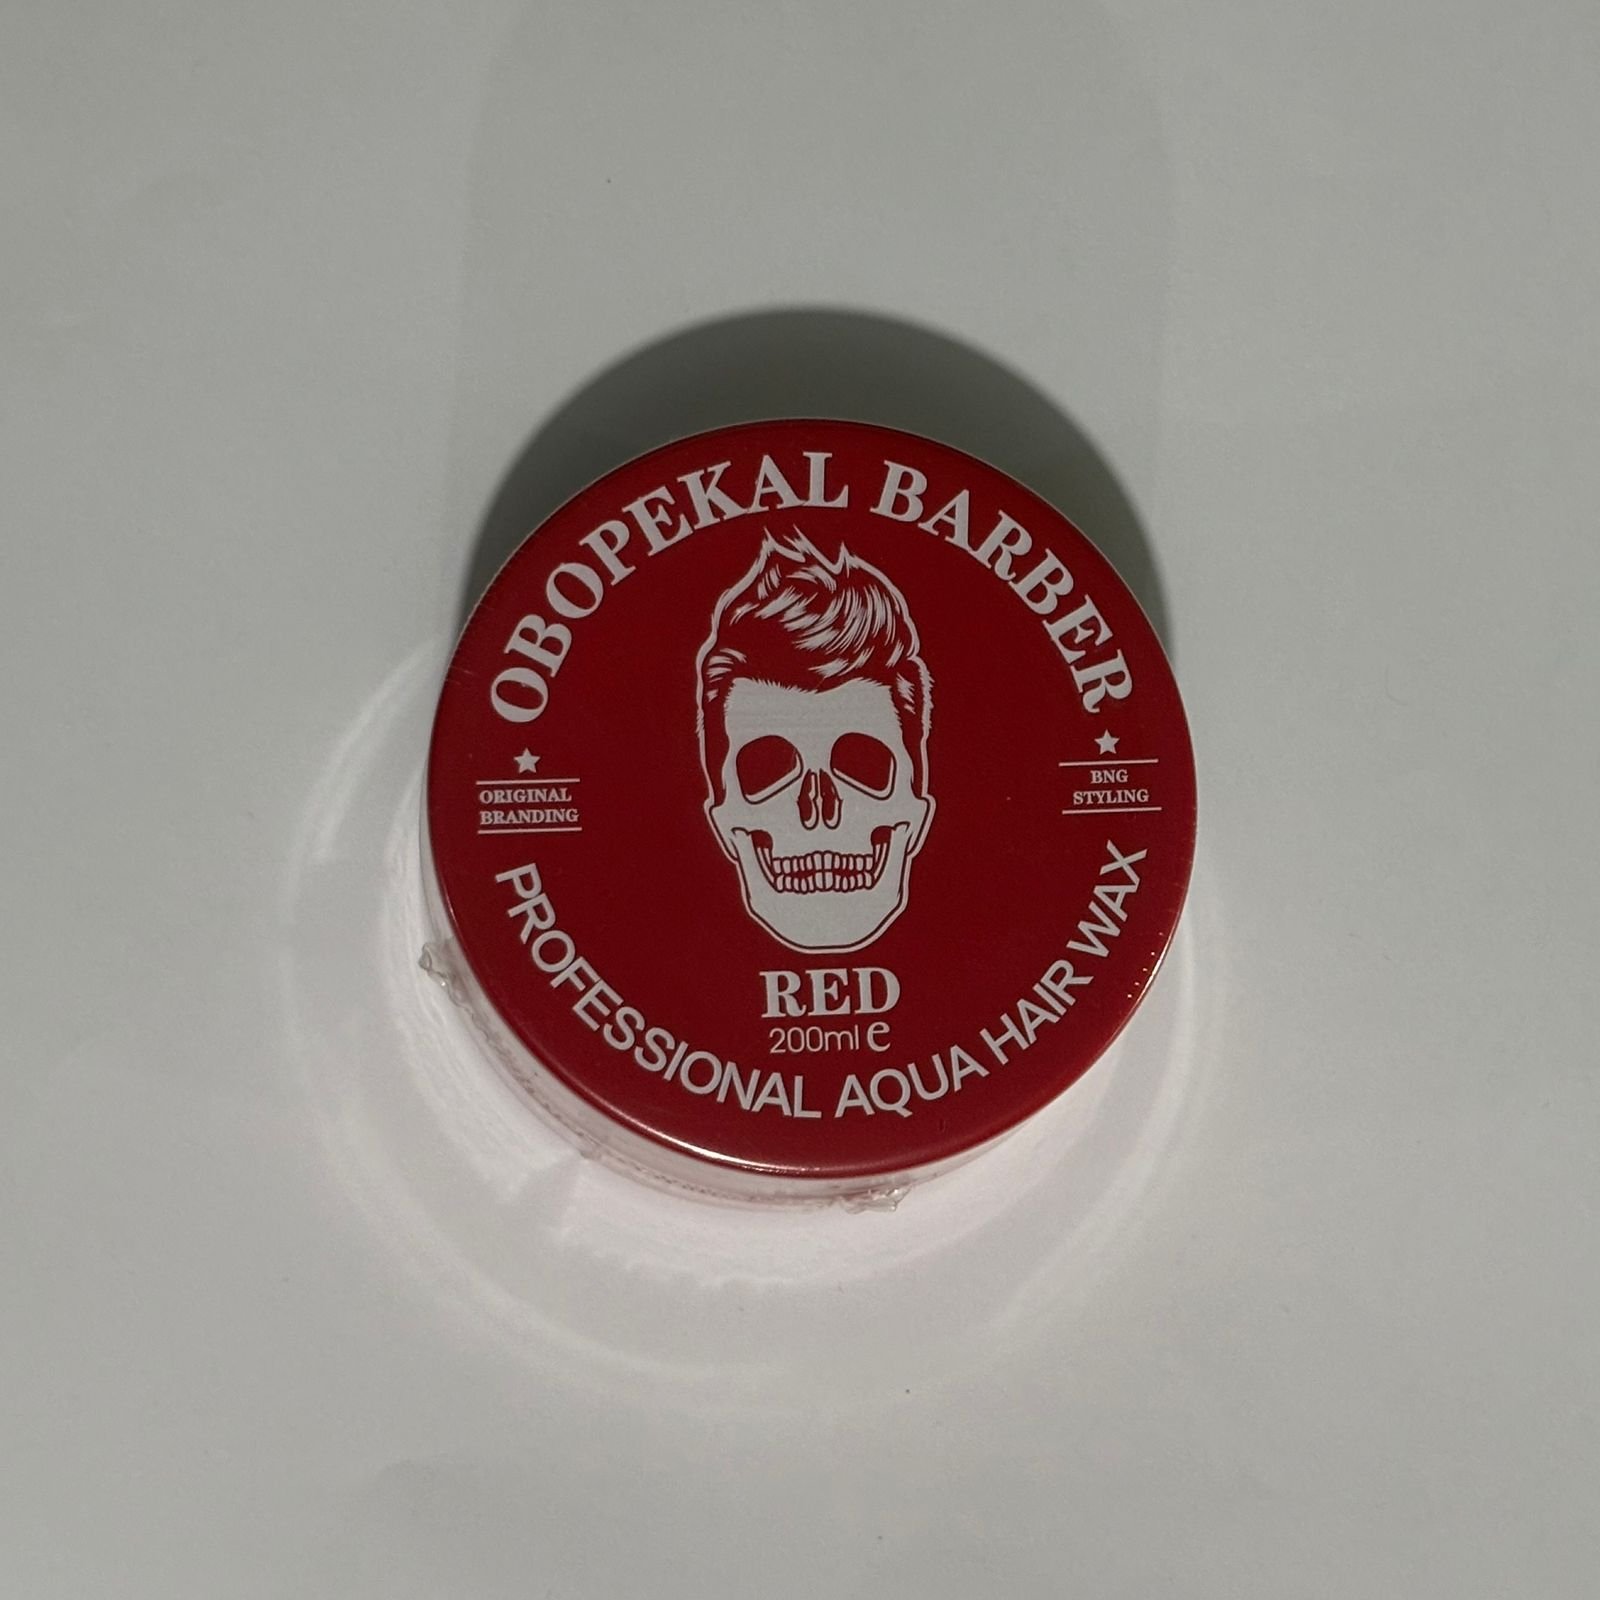 OBOPEKAL BARBER
ORIGINAL
BRANDING
BNG
STYLING
RED
200ml e
PROFESSIONAL AQUA HAIR WAX